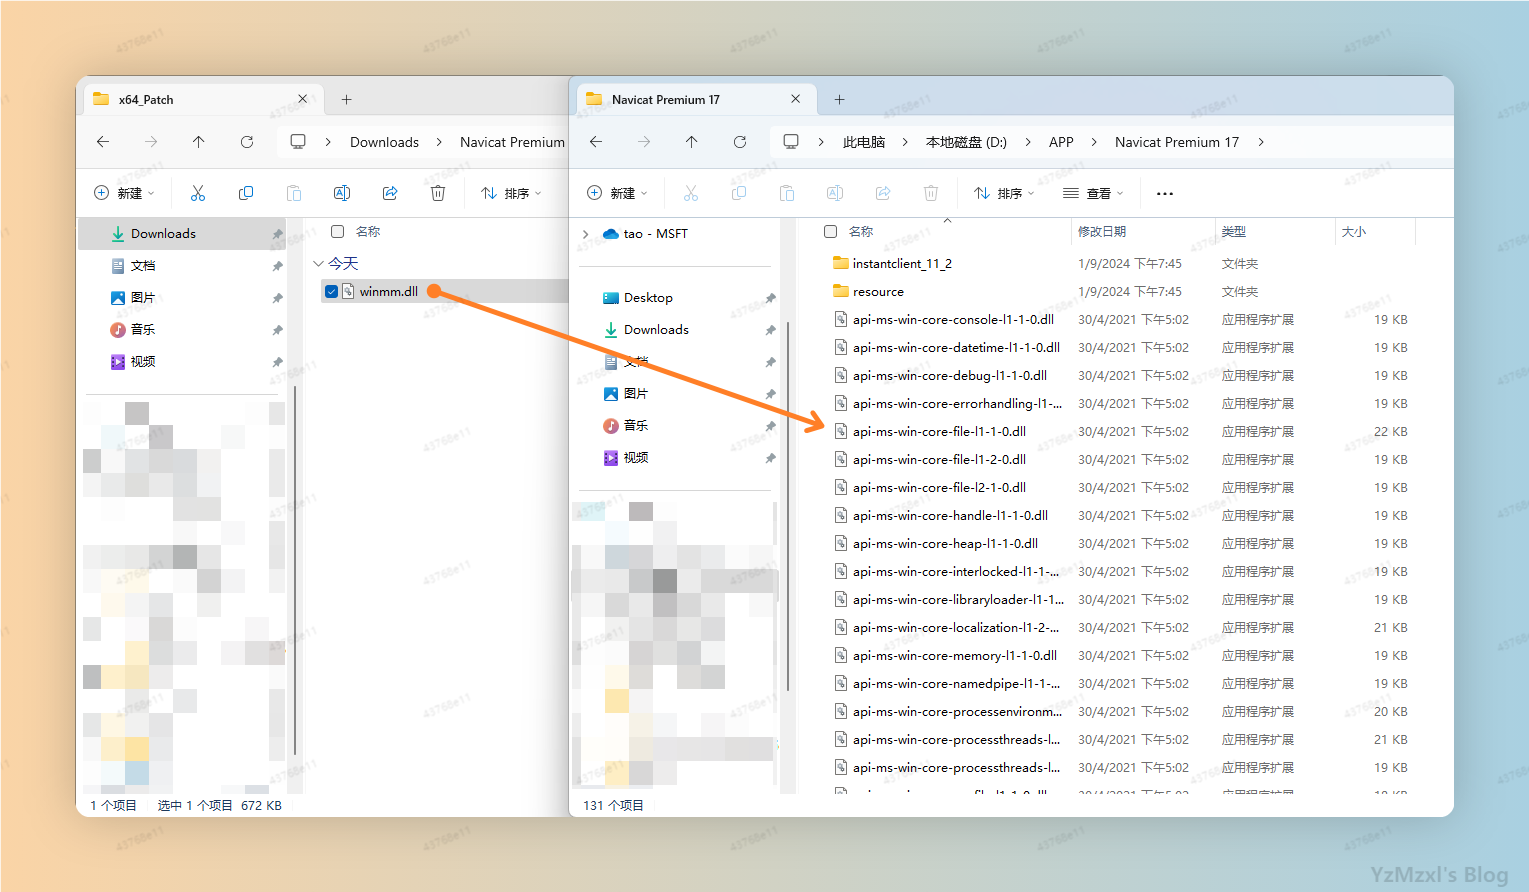 x64_Patch
Downloads
Navicat Premium
新建
排序
Downloads
文档
图片
音乐
视频
名称
今天
winmm.dll
1 个项目
选中 1 个项目 672 KB
Navicat Premium 17
此电脑
本地磁盘 (D:)
APP
Navicat Premium 17
新建
排序
查看
tao - MSFT
Desktop
Downloads
文档
图片
音乐
视频
名称 修改日期 类型 大小
instantclient_11_2 1/9/2024 下午7:45 文件夹
resource 1/9/2024 下午7:45 文件夹
api-ms-win-core-console-l1-1-0.dll 30/4/2021 下午5:02 应用程序扩展 19 KB
api-ms-win-core-datetime-l1-1-0.dll 30/4/2021 下午5:02 应用程序扩展 19 KB
api-ms-win-core-debug-l1-1-0.dll 30/4/2021 下午5:02 应用程序扩展 19 KB
api-ms-win-core-errorhandling-l1-... 30/4/2021 下午5:02 应用程序扩展 19 KB
api-ms-win-core-file-l1-1-0.dll 30/4/2021 下午5:02 应用程序扩展 22 KB
api-ms-win-core-file-l1-2-0.dll 30/4/2021 下午5:02 应用程序扩展 19 KB
api-ms-win-core-file-l2-1-0.dll 30/4/2021 下午5:02 应用程序扩展 19 KB
api-ms-win-core-handle-l1-1-0.dll 30/4/2021 下午5:02 应用程序扩展 19 KB
api-ms-win-core-heap-l1-1-0.dll 30/4/2021 下午5:02 应用程序扩展 19 KB
api-ms-win-core-interlocked-l1-1-... 30/4/2021 下午5:02 应用程序扩展 19 KB
api-ms-win-core-libraryloader-l1-1... 30/4/2021 下午5:02 应用程序扩展 19 KB
api-ms-win-core-localization-l1-2-... 30/4/2021 下午5:02 应用程序扩展 21 KB
api-ms-win-core-memory-l1-1-0.dll 30/4/2021 下午5:02 应用程序扩展 19 KB
api-ms-win-core-namedpipe-l1-1-... 30/4/2021 下午5:02 应用程序扩展 19 KB
api-ms-win-core-processenvironm... 30/4/2021 下午5:02 应用程序扩展 20 KB
api-ms-win-core-processthreads-l... 30/4/2021 下午5:02 应用程序扩展 21 KB
api-ms-win-core-processthreads-l... 30/4/2021 下午5:02 应用程序扩展 19 KB
131 个项目
YzMzxl's Blog